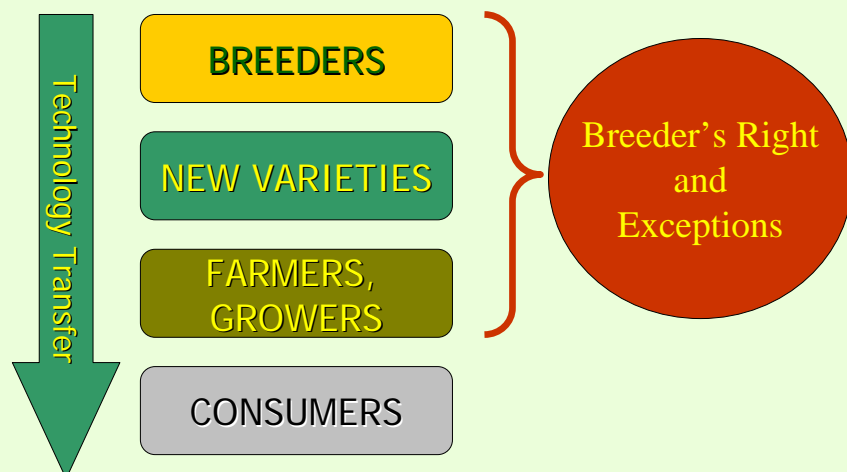 Technology Transfer
BREEDERS
NEW VARIETIES
FARMERS,
GROWERS
CONSUMERS
Breeder’s Right
and
Exceptions